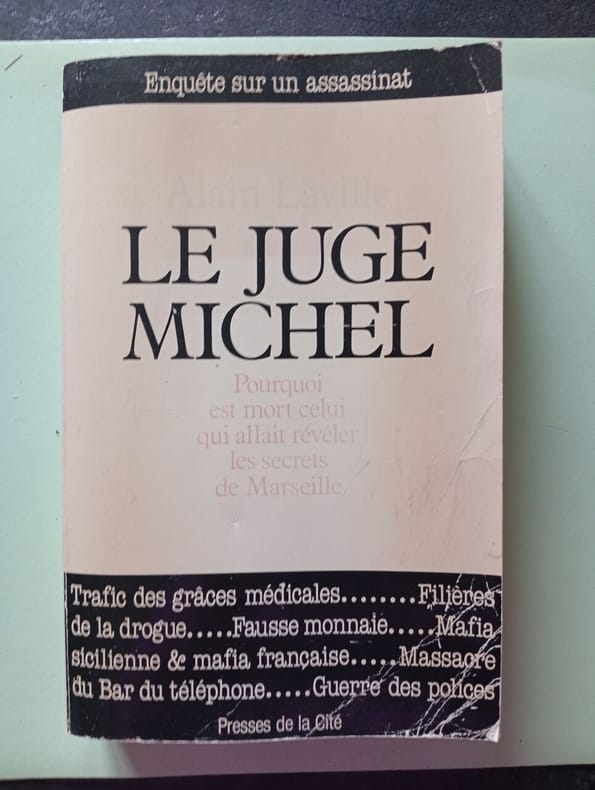 Enquête sur un assassinat
Alain Laville
LE JUGE
MICHEL
Pourquoi
est mort celui
qui allait révéler
les secrets
de Marseille
Trafic des grâces médicales........Filières
de la drogue.....Fausse monnaie.....Mafia
sicilienne & mafia française.....Massacre
du Bar du téléphone.....Guerre des polices
Presses de la Cité